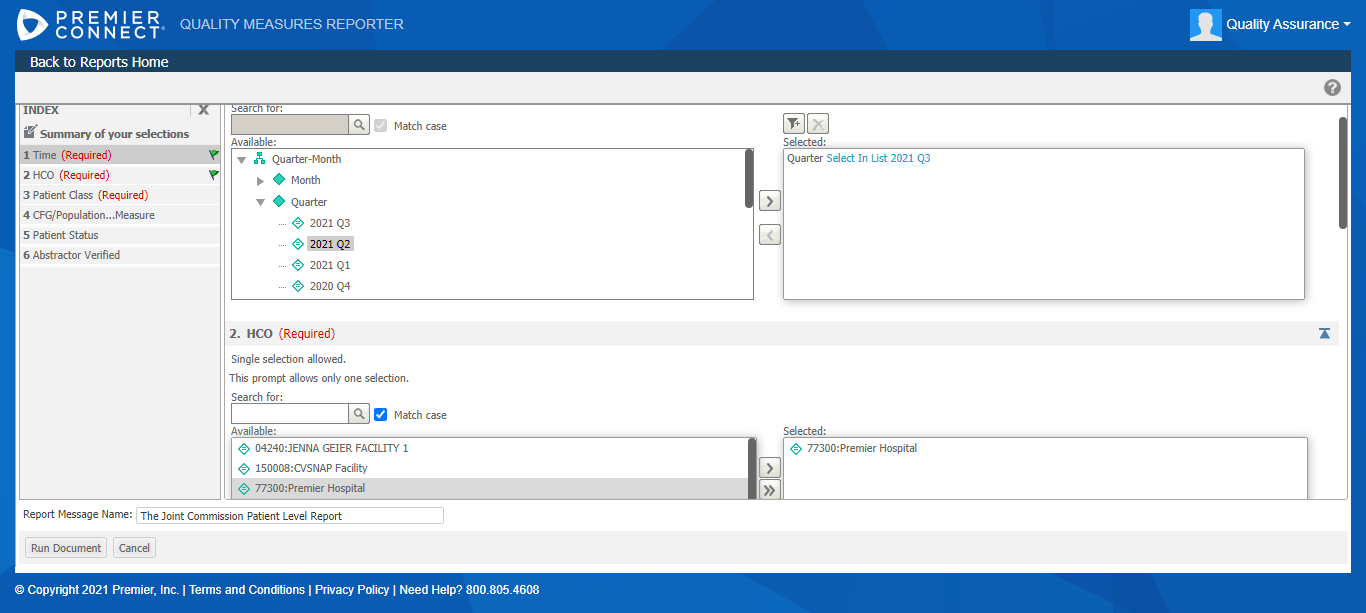 PREMIER
CONNECT
QUALITY MEASURES REPORTER
Quality Assurance
Back to Reports Home
INDEX
X
Summary of your selections
1 Time (Required)
2 HCO (Required)
3 Patient Class (Required)
4 CFG/Population...Measure
5 Patient Status
6 Abstractor Verified
Search for:
Match case
Available:
Quarter-Month
Month
Quarter
2021 Q3
2021 Q2
2021 Q1
2020 Q4
Selected:
Quarter Select In List 2021 Q3
2. HCO (Required)
Single selection allowed.
This prompt allows only one selection.
Search for:
Match case
Available:
04240:JENNA GEIER FACILITY 1
150008:CVSNAP Facility
77300:Premier Hospital
Selected:
77300:Premier Hospital
Report Message Name: The Joint Commission Patient Level Report
Run Document Cancel
© Copyright 2021 Premier, Inc. | Terms and Conditions | Privacy Policy | Need Help? 800.805.4608